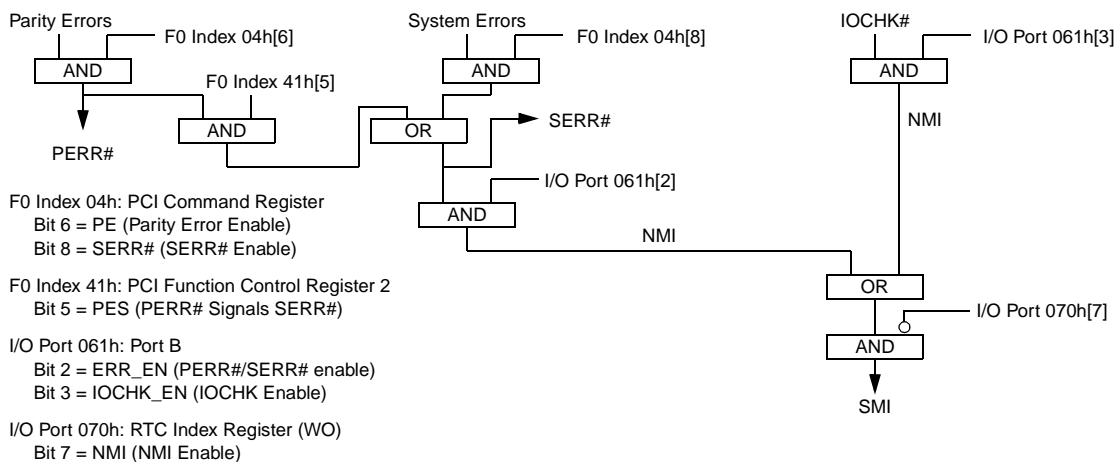 Parity Errors
F0 Index 04h[6]
System Errors
F0 Index 04h[8]
IOCHK#
I/O Port 061h[3]
AND
AND
AND
F0 Index 41h[5]
AND
OR
SERR#
NMI
PERR#
I/O Port 061h[2]
AND
NMI
F0 Index 04h: PCI Command Register
Bit 6 = PE (Parity Error Enable)
Bit 8 = SERR# (SERR# Enable)
F0 Index 41h: PCI Function Control Register 2
Bit 5 = PES (PERR# Signals SERR#)
OR
I/O Port 070h[7]
AND
SMI
I/O Port 061h: Port B
Bit 2 = ERR_EN (PERR#/SERR# enable)
Bit 3 = IOCHK_EN (IOCHK Enable)
I/O Port 070h: RTC Index Register (WO)
Bit 7 = NMI (NMI Enable)